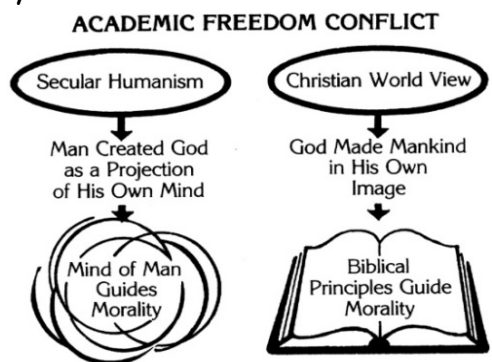 ACADEMIC FREEDOM CONFLICT
Secular Humanism
Man Created God
as a Projection
of His Own Mind
Mind of Man
Guides
Morality
Christian World View
God Made Mankind
in His Own
Image
Biblical
Principles Guide
Morality